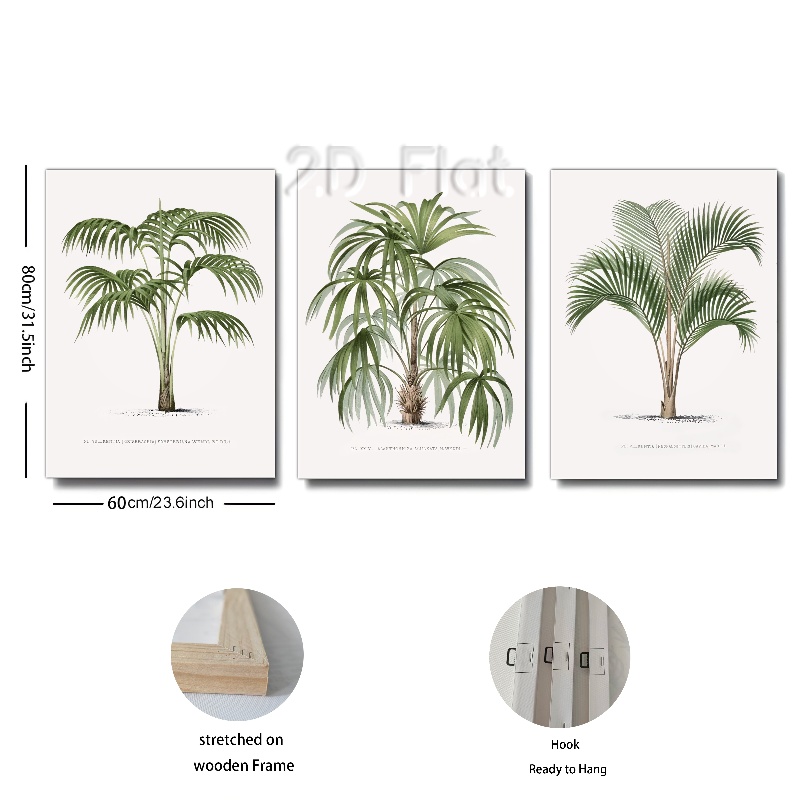 2D Flat
80cm/31.5inch
60cm/23.6inch
stretched on
wooden Frame
Hook
Ready to Hang